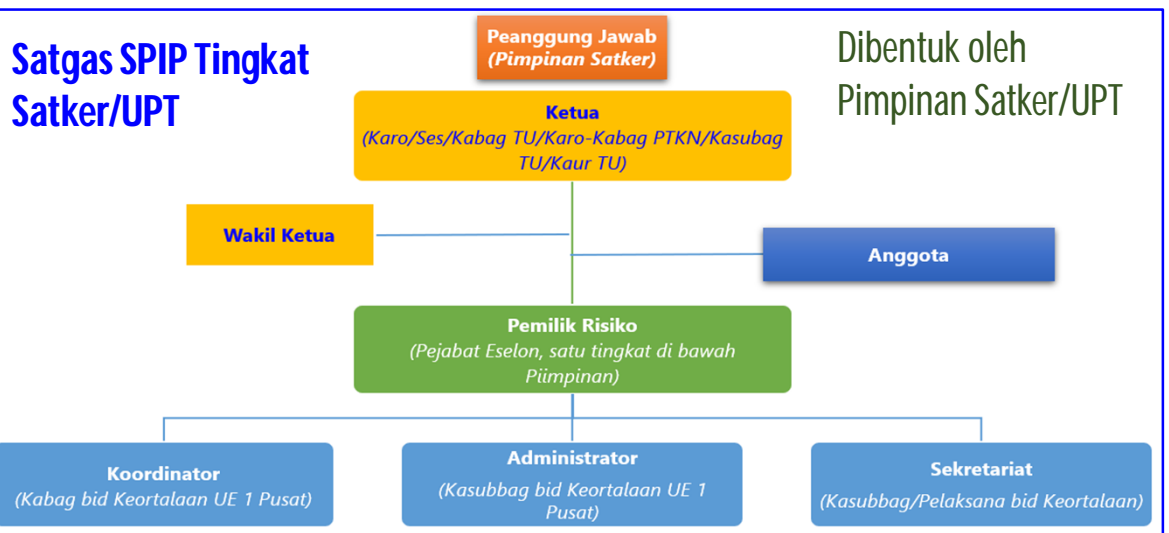 Satgas SPIP Tingkat
Satker/UPT
Peanggung Jawab
(Pimpinan Satker)
Dibentuk oleh
Pimpinan Satker/UPT
Ketua
(Karo/Ses/Kabag TU/Karo-Kabag PTKN/Kasubag
TU/Kaur TU)
Wakil Ketua
Anggota
Pemilik Risiko
(Pejabat Eselon, satu tingkat di bawah
Piimpinan)
Koordinator
(Kabag bid Keortalaan UE 1 Pusat)
Administrator
(Kasubbag bid Keortalaan UE 1
Pusat)
Sekretariat
(Kasubbag/Pelaksana bid Keortalaan)